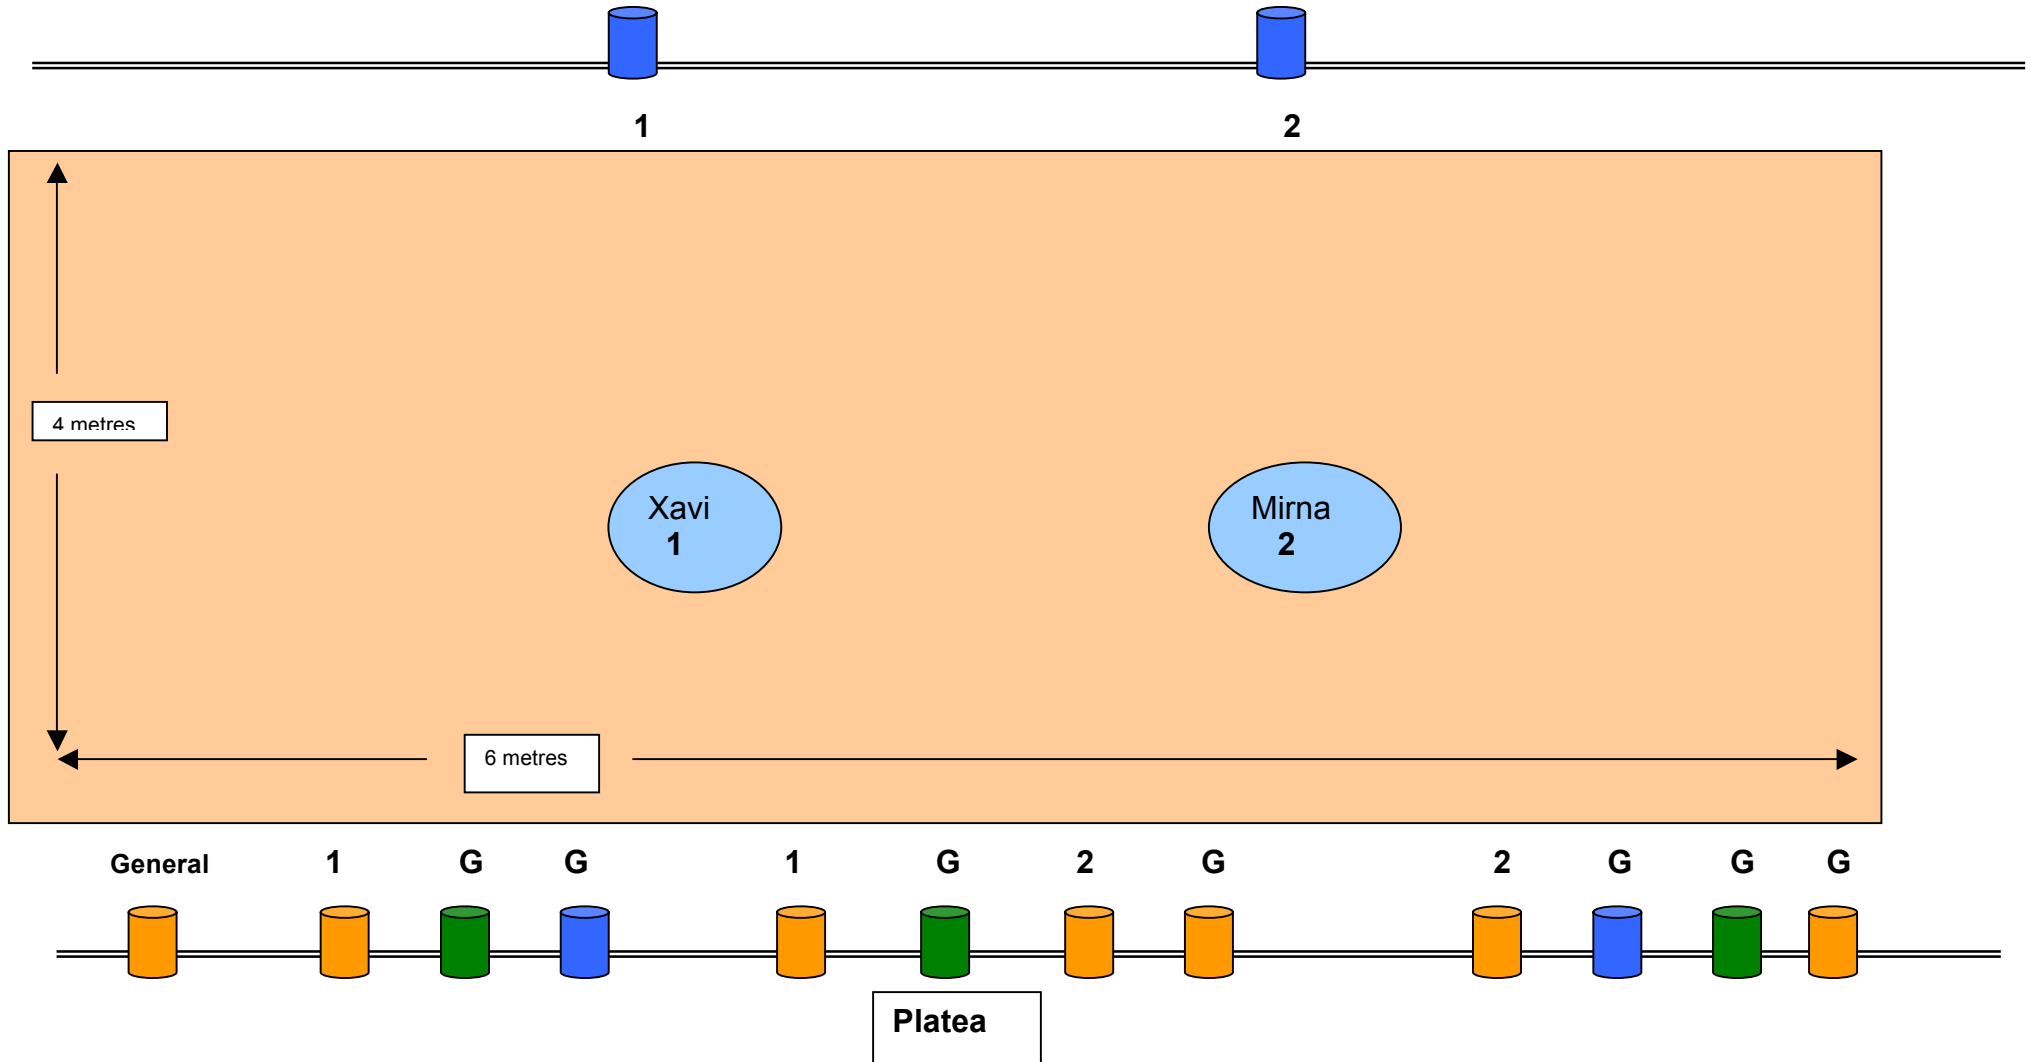 1 2
4 metres
Xavi
1
Mirna
2
6 metres
General 1 G G 1 G 2 G 2 G G G
Platea